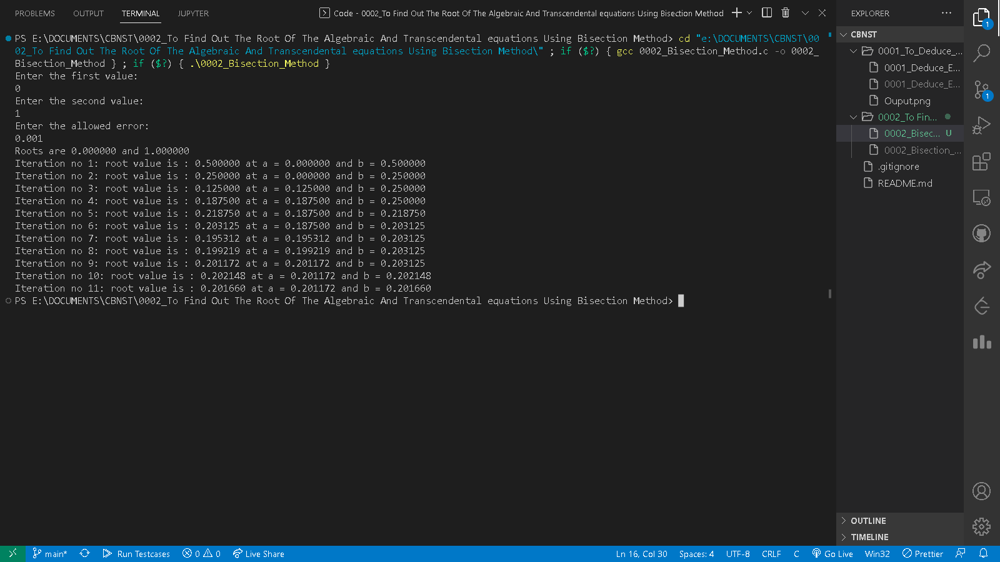 PROBLEMS OUTPUT TERMINAL JUPYTER Code - 0002_To Find Out The Root Of The Algebraic And Transcendental equations Using Bisection Method
PS E:\DOCUMENTS\CBNST\0002_To Find Out The Root Of The Algebraic And Transcendental equations Using Bisection Method> cd "e:\DOCUMENTS\CBNST\00
02_To Find Out The Root Of The Algebraic And Transcendental equations Using Bisection Method\" ; if ($?) { gcc 0002_Bisection_Method.c -o 0002_
Bisection_Method } ; if ($?) { .\0002_Bisection_Method }
Enter the first value:
0
Enter the second value:
1
Enter the allowed error:
0.001
Roots are 0.000000 and 1.000000
Iteration no 1: root value is : 0.500000 at a = 0.000000 and b = 0.500000
Iteration no 2: root value is : 0.250000 at a = 0.000000 and b = 0.250000
Iteration no 3: root value is : 0.125000 at a = 0.125000 and b = 0.250000
Iteration no 4: root value is : 0.187500 at a = 0.187500 and b = 0.250000
Iteration no 5: root value is : 0.218750 at a = 0.187500 and b = 0.218750
Iteration no 6: root value is : 0.203125 at a = 0.187500 and b = 0.203125
Iteration no 7: root value is : 0.195312 at a = 0.195312 and b = 0.203125
Iteration no 8: root value is : 0.199219 at a = 0.199219 and b = 0.203125
Iteration no 9: root value is : 0.201172 at a = 0.201172 and b = 0.203125
Iteration no 10: root value is : 0.202148 at a = 0.201172 and b = 0.202148
Iteration no 11: root value is : 0.201660 at a = 0.201172 and b = 0.201660
PS E:\DOCUMENTS\CBNST\0002_To Find Out The Root Of The Algebraic And Transcendental equations Using Bisection Method>
EXPLORER ...
CBNST
0001_To_Deduce_...
0001_Deduce_E...
0001_Deduce_E...
Ouput.png
0002_To Fin...
0002_Bisec... U
0002_Bisection_...
.gitignore
README.md
OUTLINE
TIMELINE
1
1
main* Run Testcases 0 0 Live Share Ln 16, Col 30 Spaces: 4 UTF-8 CRLF C Go Live Win32 Prettier